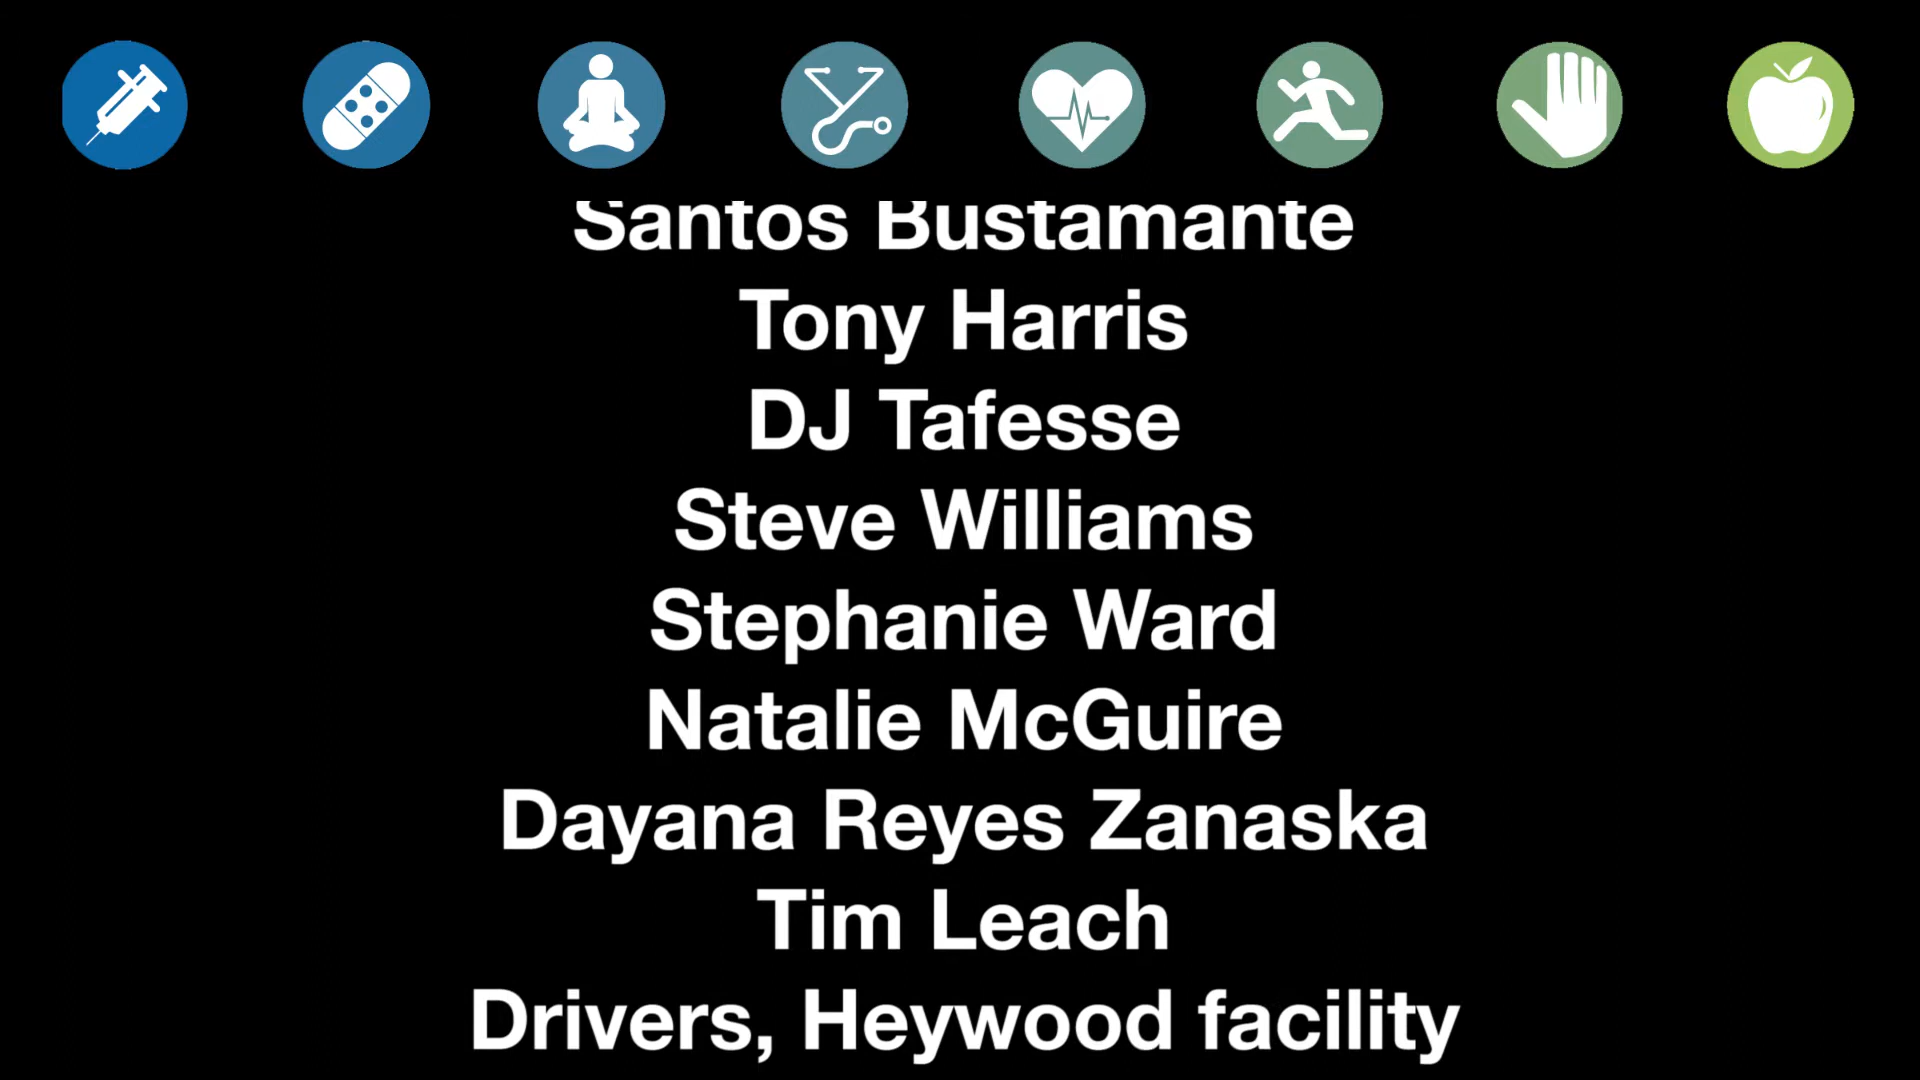 Santos Bustamante
Tony Harris
DJ Tafesse
Steve Williams
Stephanie Ward
Natalie McGuire
Dayana Reyes Zanaska
Tim Leach
Drivers, Heywood facility